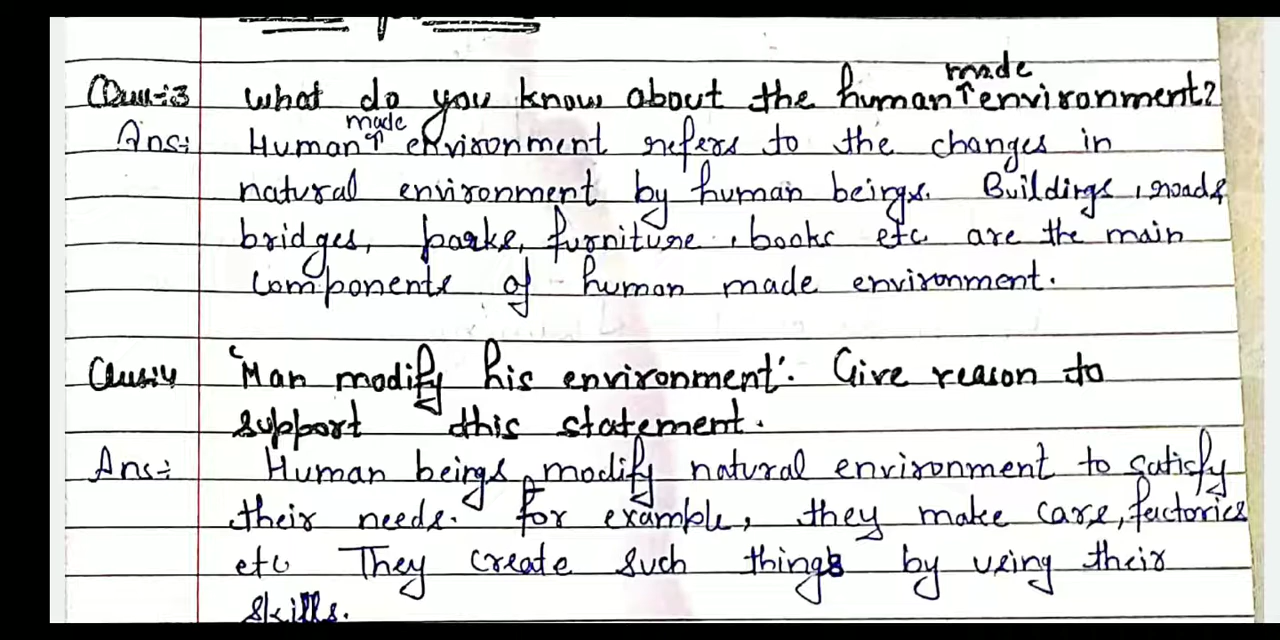 Ques:-3 What do you know about the human made environment?
Ans:- Human made environment refers to the changes in
natural environment by human beings. Buildings, roads
bridges, parks, furniture, books etc are the main
components of human made environment.
Ques:4 'Man modify his environment'. Give reason to
support this statement.
Ans:- Human beings modify natural environment to satisfy
their needs. For example, they make cars, factories
etc They create such things by using their
skills.